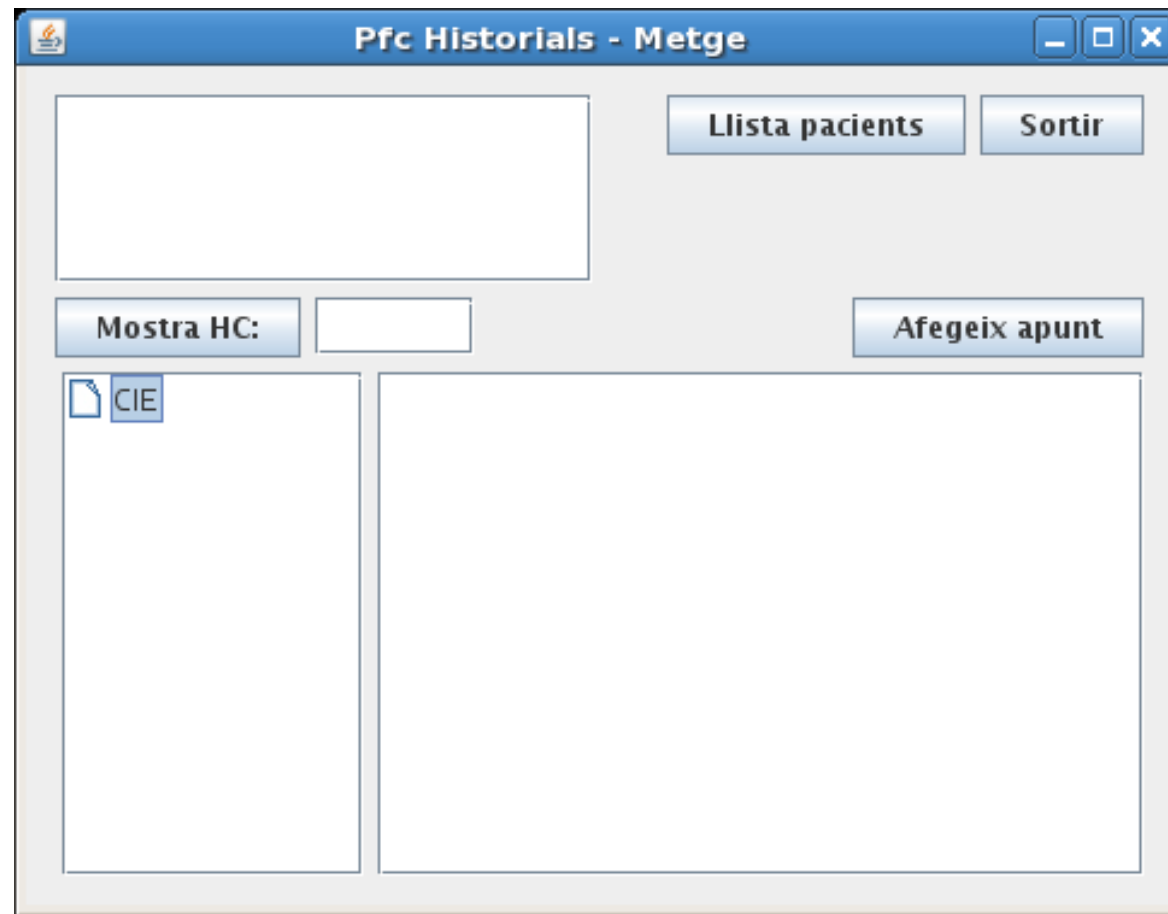 Pfc Historials - Metge
Llista pacients
Sortir
Mostra HC:
Afegeix apunt
CIE